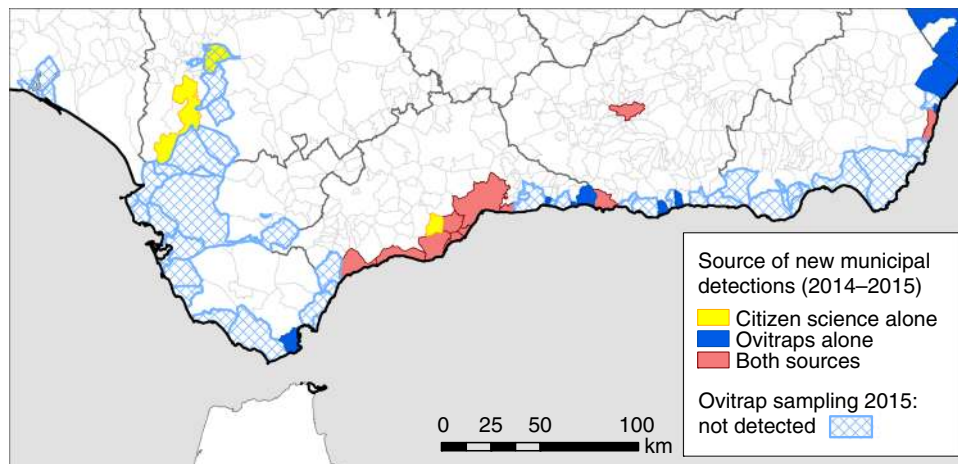 Source of new municipal
detections (2014–2015)
Citizen science alone
Ovitraps alone
Both sources
Ovitrap sampling 2015:
not detected
0 25 50 100
km